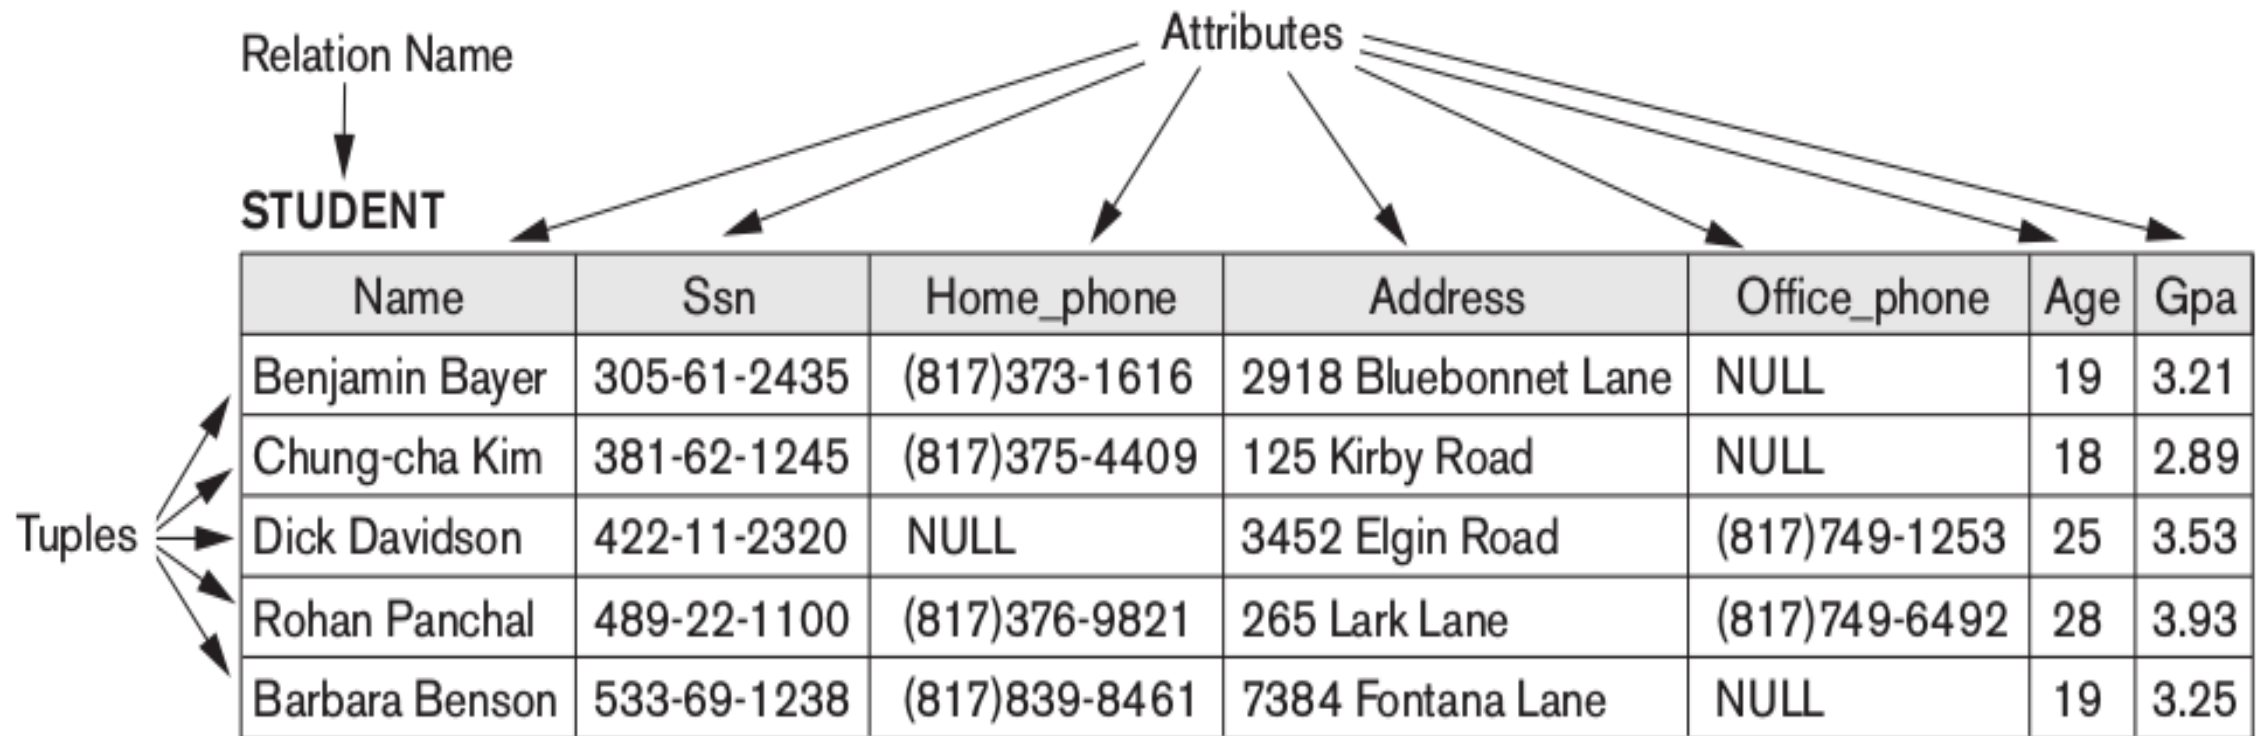 Attributes
Relation Name
STUDENT
Name Ssn Home_phone Address Office_phone Age Gpa
Benjamin Bayer 305-61-2435 (817)373-1616 2918 Bluebonnet Lane NULL 19 3.21
Chung-cha Kim 381-62-1245 (817)375-4409 125 Kirby Road NULL 18 2.89
Tuples Dick Davidson 422-11-2320 NULL 3452 Elgin Road (817)749-1253 25 3.53
Rohan Panchal 489-22-1100 (817)376-9821 265 Lark Lane (817)749-6492 28 3.93
Barbara Benson 533-69-1238 (817)839-8461 7384 Fontana Lane NULL 19 3.25